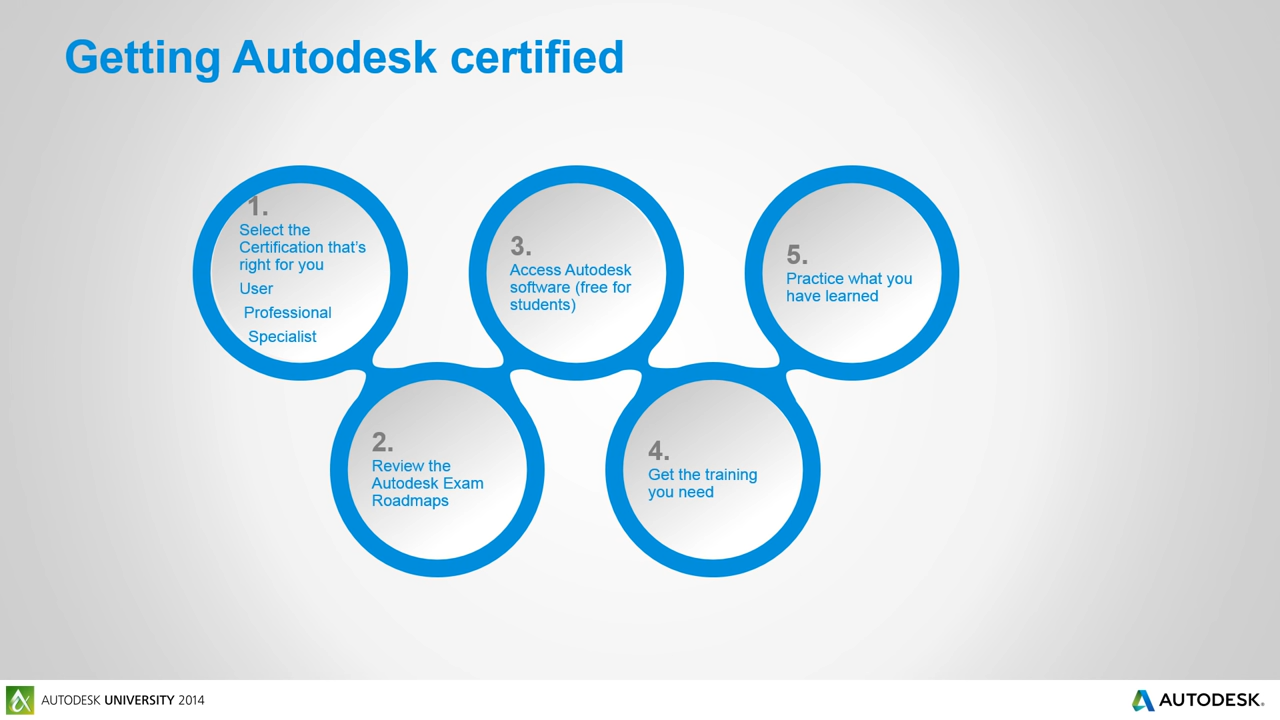 Getting Autodesk certified
1.
Select the
Certification that’s
right for you
User
Professional
Specialist
2.
Review the
Autodesk Exam
Roadmaps
3.
Access Autodesk
software (free for
students)
4.
Get the training
you need
5.
Practice what you
have learned
AUTODESK UNIVERSITY 2014
AUTODESK®